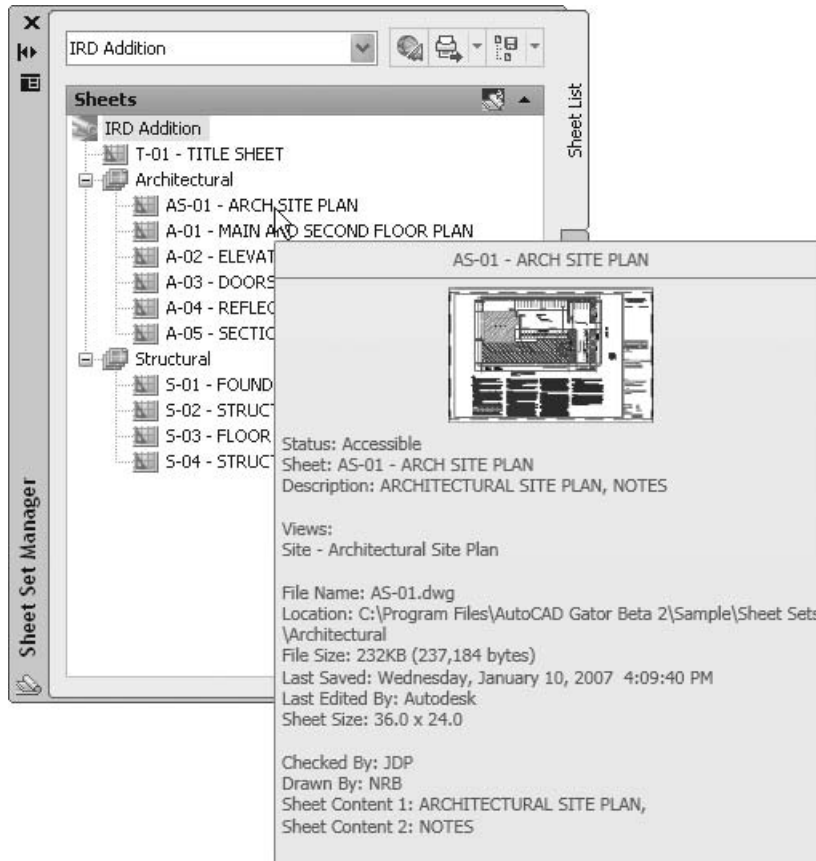 IRD Addition
Sheets
Sheet List
IRD Addition
T-01 - TITLE SHEET
Architectural
AS-01 - ARCH SITE PLAN
A-01 - MAIN AND SECOND FLOOR PLAN
A-02 - ELEVAT
A-03 - DOORS
A-04 - REFLEC
A-05 - SECTIO
Structural
S-01 - FOUND
S-02 - STRUCT
S-03 - FLOOR
S-04 - STRUCT
Sheet Set Manager
AS-01 - ARCH SITE PLAN
Status: Accessible
Sheet: AS-01 - ARCH SITE PLAN
Description: ARCHITECTURAL SITE PLAN, NOTES
Views:
Site - Architectural Site Plan
File Name: AS-01.dwg
Location: C:\Program Files\AutoCAD Gator Beta 2\Sample\Sheet Sets
\Architectural
File Size: 232KB (237,184 bytes)
Last Saved: Wednesday, January 10, 2007 4:09:40 PM
Last Edited By: Autodesk
Sheet Size: 36.0 x 24.0
Checked By: JDP
Drawn By: NRB
Sheet Content 1: ARCHITECTURAL SITE PLAN,
Sheet Content 2: NOTES